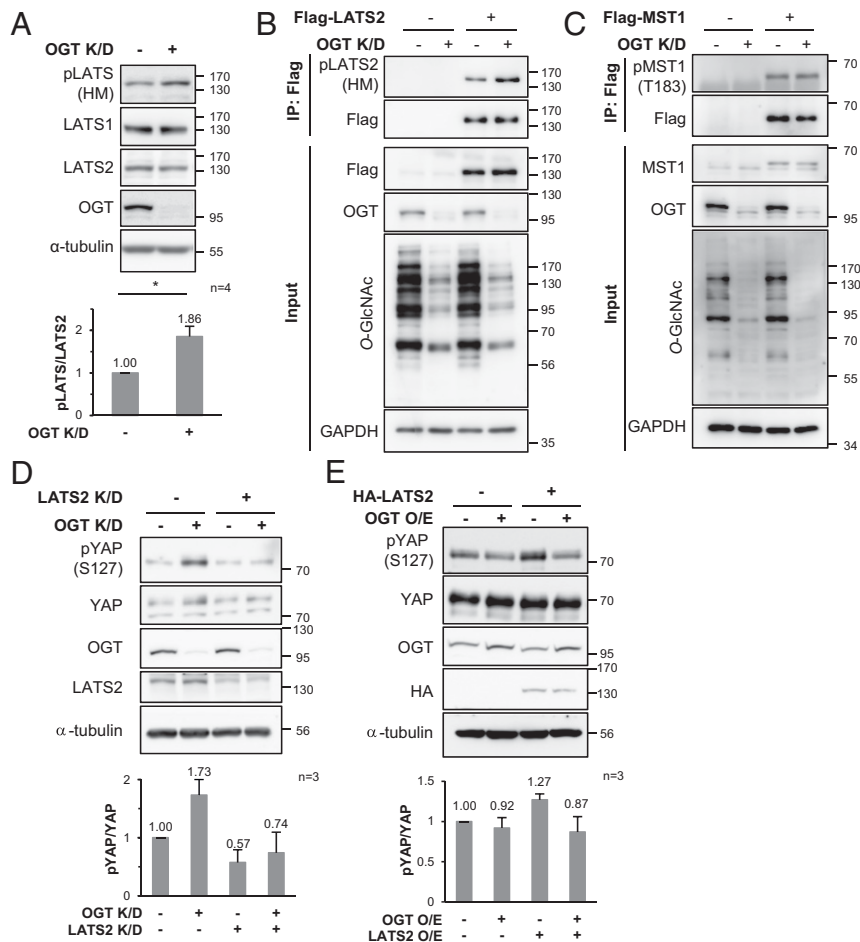 A
OGT K/D - +
pLATS (HM) 170 130
LATS1 170 130
LATS2 170 130
OGT 95
α-tubulin 55
* n=4
pLATS/LATS2
2
1
0
1.00 1.86
OGT K/D - +
B
Flag-LATS2 - +
OGT K/D - + - +
IP: Flag
pLATS2 (HM) 170 130
Flag 130
Input
Flag 170 130
OGT 130 95
O-GlcNAc 170 130 95 70 56
GAPDH 35
C
Flag-MST1 - +
OGT K/D - + - +
IP: Flag
pMST1 (T183) 70
Flag 70
Input
MST1 70
OGT 95
O-GlcNAc 170 130 95 70 55
GAPDH 34
D
LATS2 K/D - +
OGT K/D - + - +
pYAP (S127) 70
YAP 70
OGT 130 95
LATS2 130
α-tubulin 56
n=3
pYAP/YAP
2
1
0
1.00 1.73 0.57 0.74
OGT K/D - + - +
LATS2 K/D - - + +
E
HA-LATS2 - +
OGT O/E - + - +
pYAP (S127) 70
YAP 70
OGT 95
HA 170 130
α-tubulin 56
n=3
pYAP/YAP
1.5
1
0.5
0
1.00 0.92 1.27 0.87
OGT O/E - + - +
LATS2 O/E - - + +